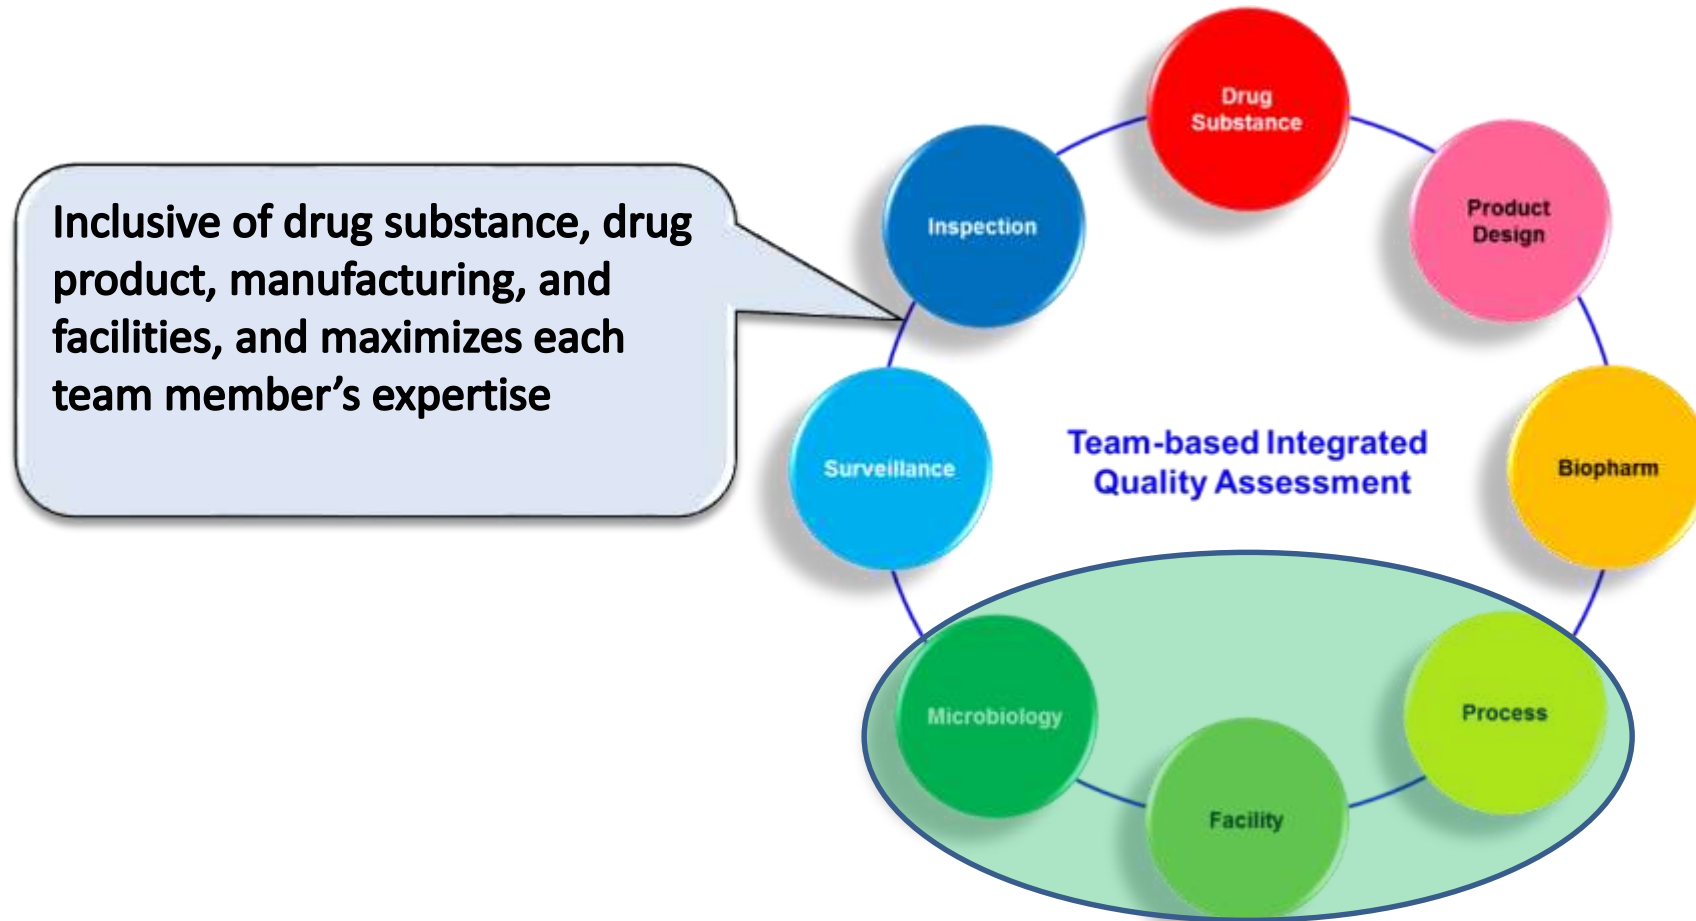 Inclusive of drug substance, drug
product, manufacturing, and
facilities, and maximizes each
team member’s expertise
Drug
Substance
Product
Design
Biopharm
Process
Facility
Microbiology
Surveillance
Inspection
Team-based Integrated
Quality Assessment